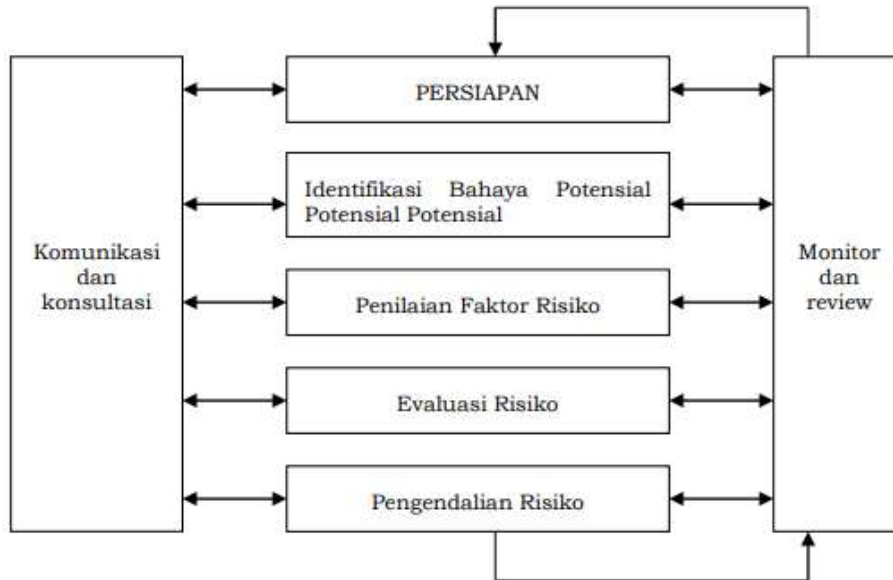 PERSIAPAN
Identifikasi Bahaya Potensial
Potensial Potensial
Komunikasi
dan
konsultasi
Penilaian Faktor Risiko
Monitor
dan
review
Evaluasi Risiko
Pengendalian Risiko